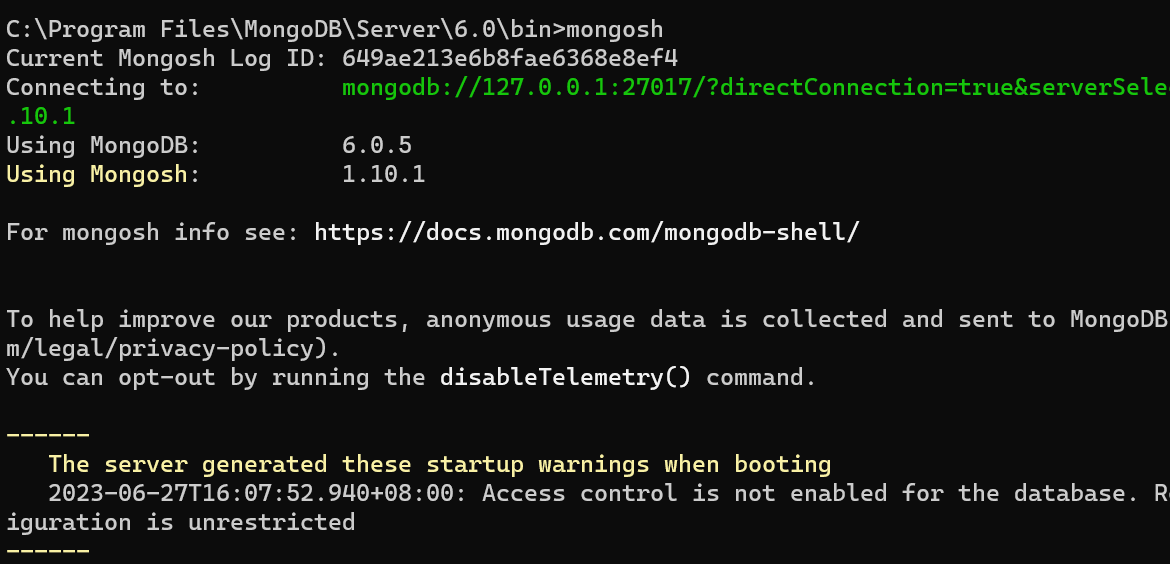 C:\Program Files\MongoDB\Server\6.0\bin>mongosh
Current Mongosh Log ID: 649ae213e6b8fae6368e8ef4
Connecting to: mongodb://127.0.0.1:27017/?directConnection=true&serverSele
.10.1
Using MongoDB: 6.0.5
Using Mongosh: 1.10.1
For mongosh info see: https://docs.mongodb.com/mongodb-shell/
To help improve our products, anonymous usage data is collected and sent to MongoDB
m/legal/privacy-policy).
You can opt-out by running the disableTelemetry() command.
------
The server generated these startup warnings when booting
2023-06-27T16:07:52.940+08:00: Access control is not enabled for the database. R
iguration is unrestricted
------